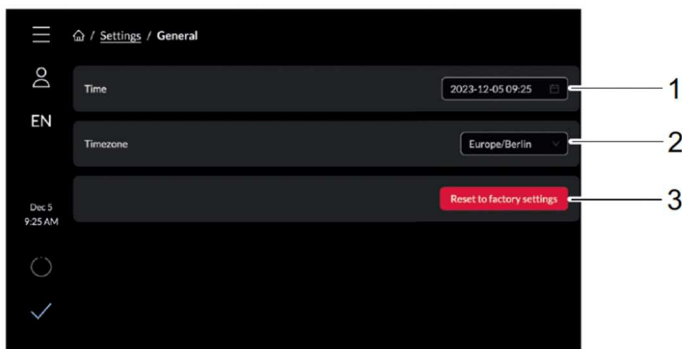 / Settings / General
Time
2023-12-05 09:25
1
EN
Timezone
Europe/Berlin
2
Reset to factory settings
3
Dec 5
9:25 AM